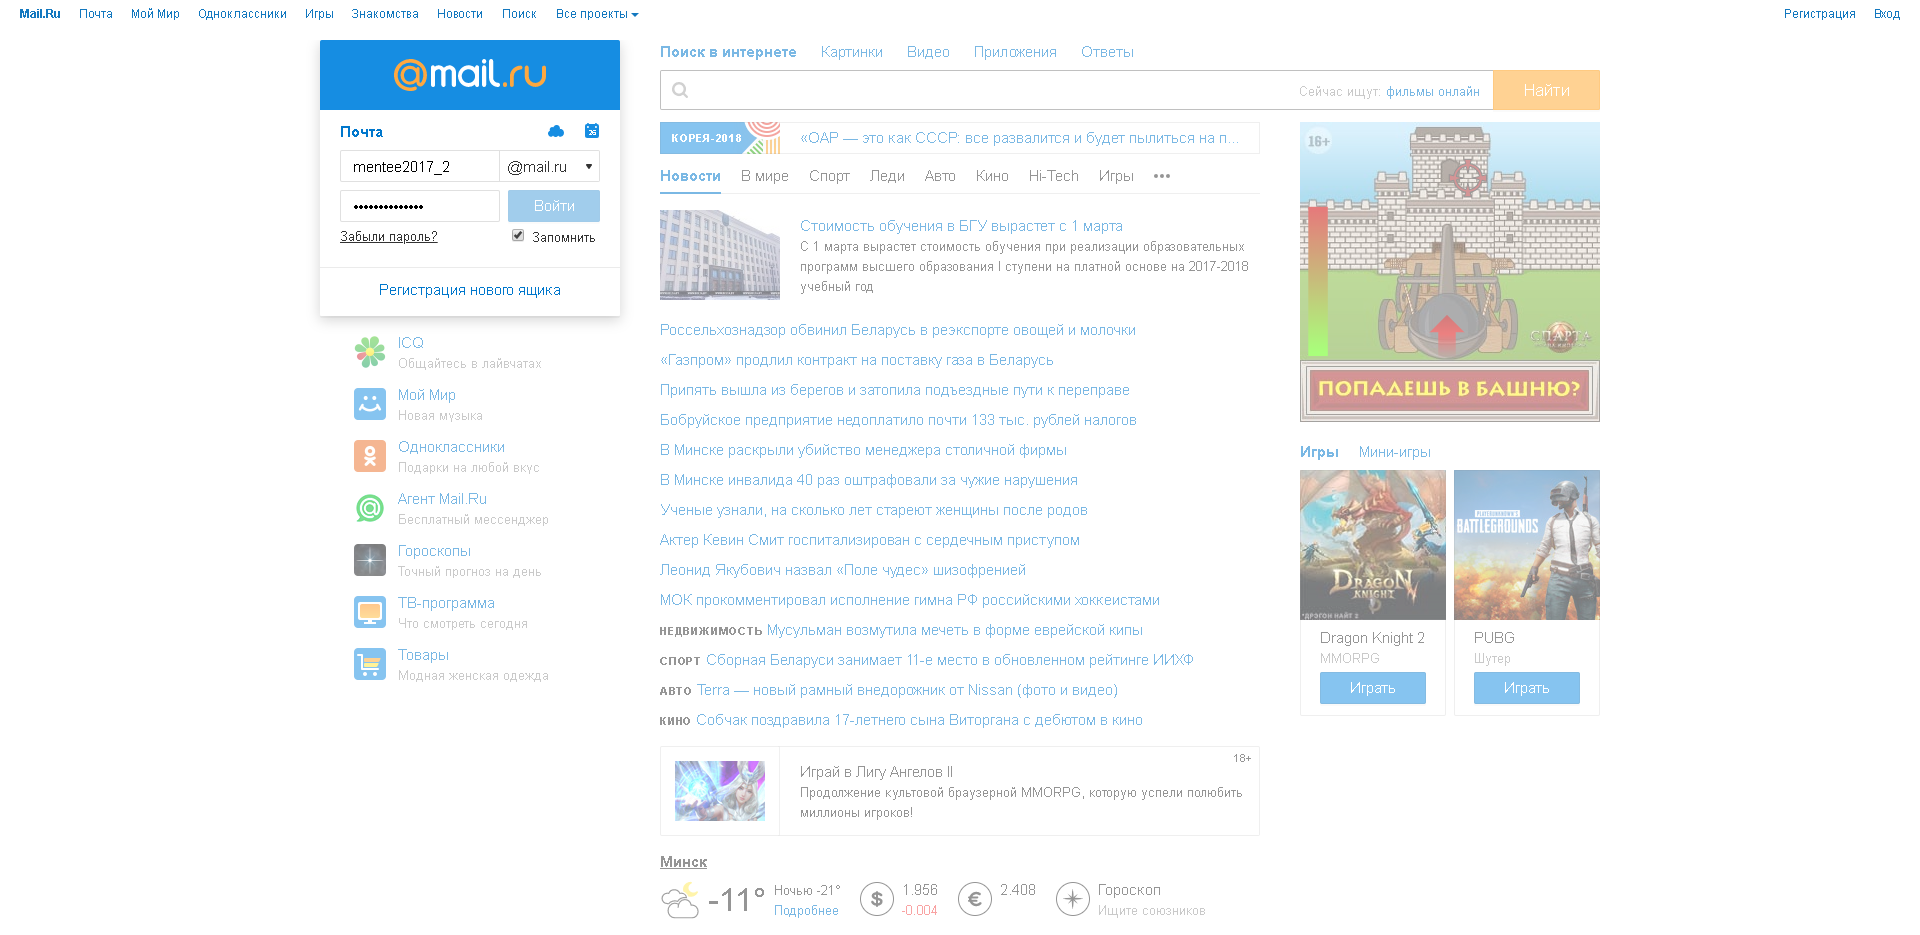 Mail.Ru Почта Мой Мир Одноклассники Игры Знакомства Новости Поиск Все проекты Регистрация Вход
@mail.ru
Почта
26
mentee2017_2 @mail.ru
Войти
Забыли пароль? Запомнить
Регистрация нового ящика
ICQ
Общайтесь в лайвчатах
Мой Мир
Новая музыка
Одноклассники
Подарки на любой вкус
Агент Mail.Ru
Бесплатный мессенджер
Гороскопы
Точный прогноз на день
ТВ-программа
Что смотреть сегодня
Товары
Модная женская одежда
Поиск в интернете Картинки Видео Приложения Ответы
Сейчас ищут: фильмы онлайн Найти
КОРЕЯ-2018 «ОАР — это как СССР: все развалится и будет пылиться на п...
Новости В мире Спорт Леди Авто Кино Hi-Tech Игры
Стоимость обучения в БГУ вырастет с 1 марта
С 1 марта вырастет стоимость обучения при реализации образовательных
программ высшего образования I ступени на платной основе на 2017-2018
учебный год
Россельхознадзор обвинил Беларусь в реэкспорте овощей и молочки
«Газпром» продлил контракт на поставку газа в Беларусь
Припять вышла из берегов и затопила подъездные пути к переправе
Бобруйское предприятие недоплатило почти 133 тыс. рублей налогов
В Минске раскрыли убийство менеджера столичной фирмы
В Минске инвалида 40 раз оштрафовали за чужие нарушения
Ученые узнали, на сколько лет стареют женщины после родов
Актер Кевин Смит госпитализирован с сердечным приступом
Леонид Якубович назвал «Поле чудес» шизофренией
МОК прокомментировал исполнение гимна РФ российскими хоккеистами
НЕДВИЖИМОСТЬ Мусульман возмутила мечеть в форме еврейской кипы
СПОРТ Сборная Беларуси занимает 11-е место в обновленном рейтинге ИИХФ
АВТО Terra — новый рамный внедорожник от Nissan (фото и видео)
КИНО Собчак поздравила 17-летнего сына Виторгана с дебютом в кино
18+
Играй в Лигу Ангелов II
Продолжение культовой браузерной MMORPG, которую успели полюбить
миллионы игроков!
Минск
-11° Ночью -21° $ 1.956 € 2.408 Гороскоп
Подробнее -0.004 Ищите союзников
16+
СПАРТА
ПОПАДЕШЬ В БАШНЮ?
Игры Мини-игры
DRAGON
KNIGHT
*ДРЭГОН НАЙТ 2
PLAYERUNKNOWN'S
BATTLEGROUNDS
Dragon Knight 2
MMORPG
Играть
PUBG
Шутер
Играть